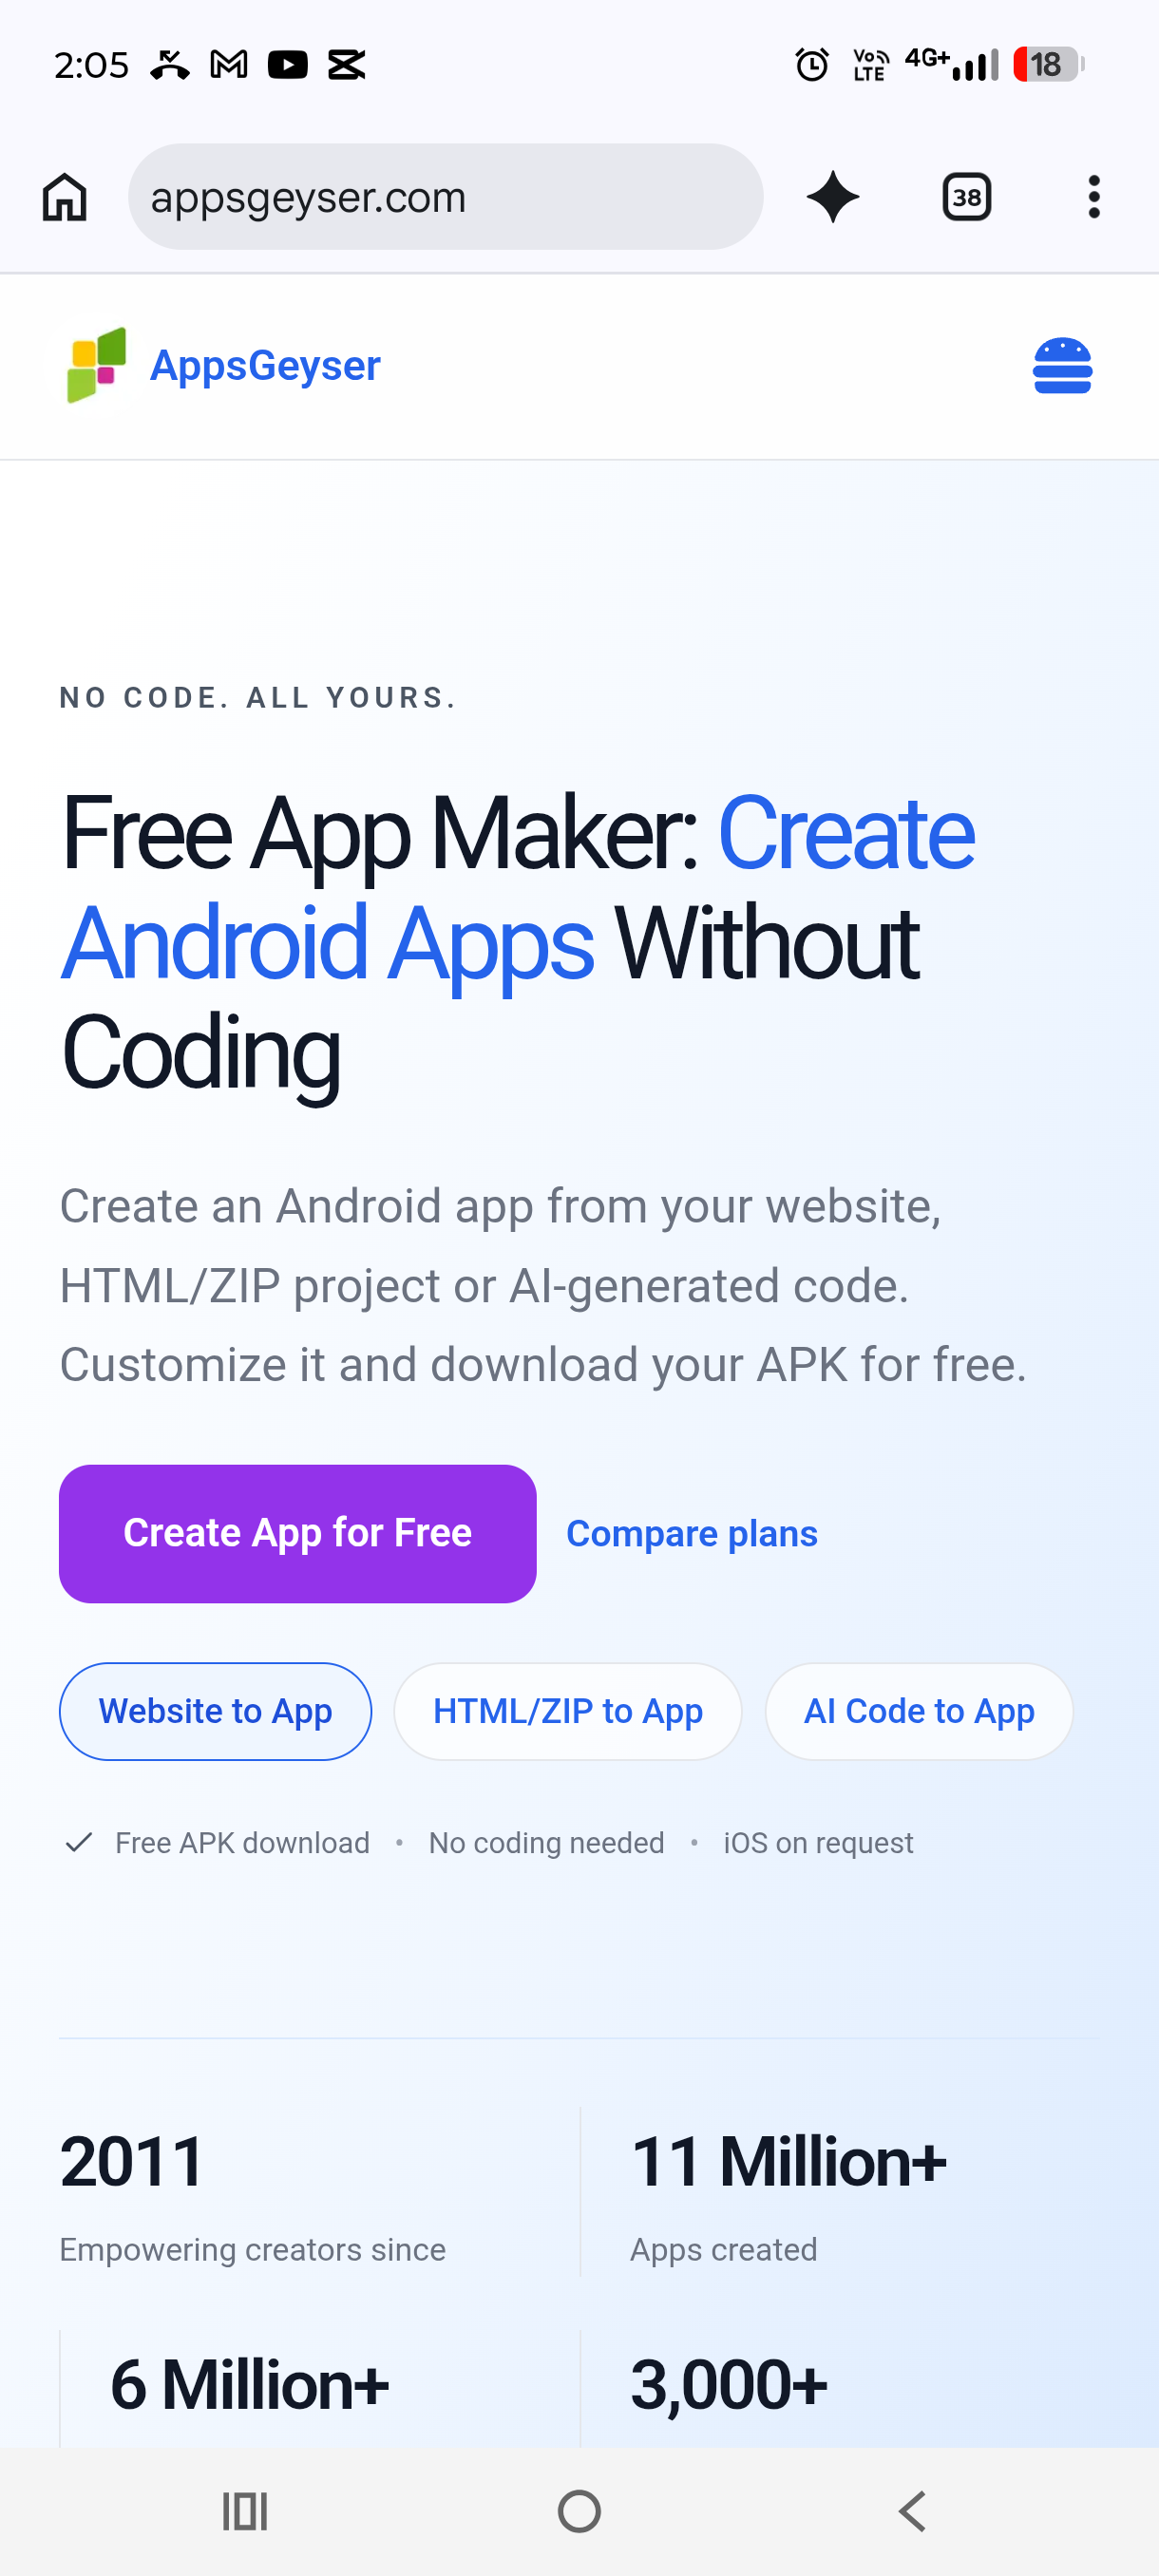 2:05
Vo LTE
4G+
18
appsgeyser.com
38
AppsGeyser
NO CODE. ALL YOURS.
Free App Maker: Create
Android Apps Without
Coding
Create an Android app from your website,
HTML/ZIP project or AI-generated code.
Customize it and download your APK for free.
Create App for Free
Compare plans
Website to App
HTML/ZIP to App
AI Code to App
Free APK download • No coding needed • iOS on request
2011
Empowering creators since
11 Million+
Apps created
6 Million+
3,000+